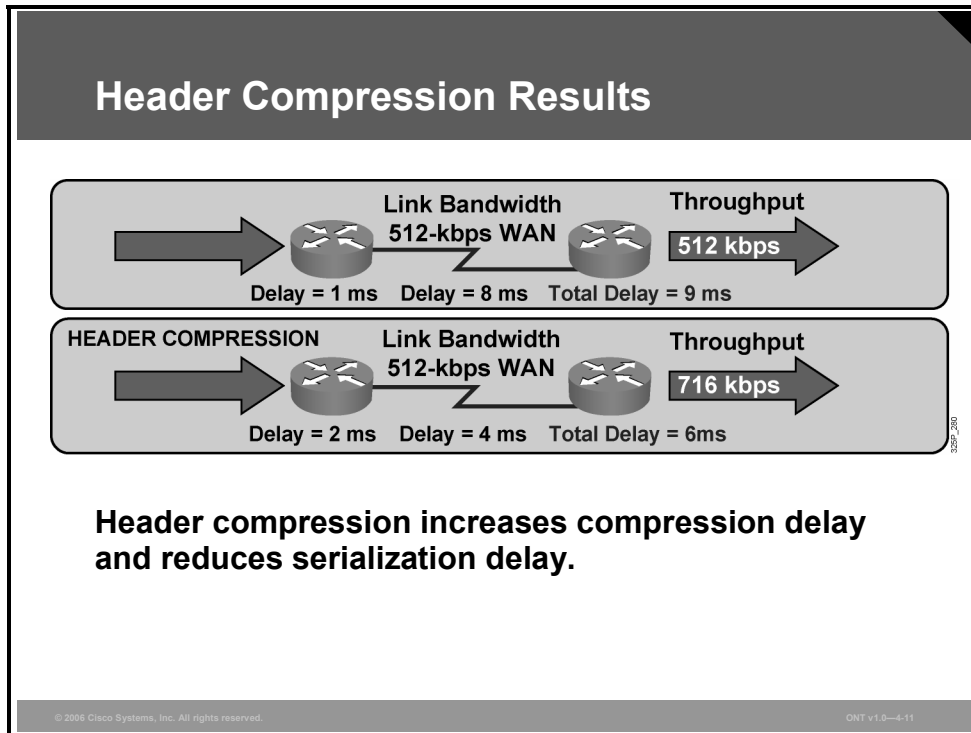 Header Compression Results
Link Bandwidth
512-kbps WAN
Throughput
512 kbps
Delay = 1 ms Delay = 8 ms Total Delay = 9 ms
HEADER COMPRESSION
Link Bandwidth
512-kbps WAN
Throughput
716 kbps
Delay = 2 ms Delay = 4 ms Total Delay = 6ms
325P_280
Header compression increases compression delay
and reduces serialization delay.
© 2006 Cisco Systems, Inc. All rights reserved.
ONT v1.0—4-11